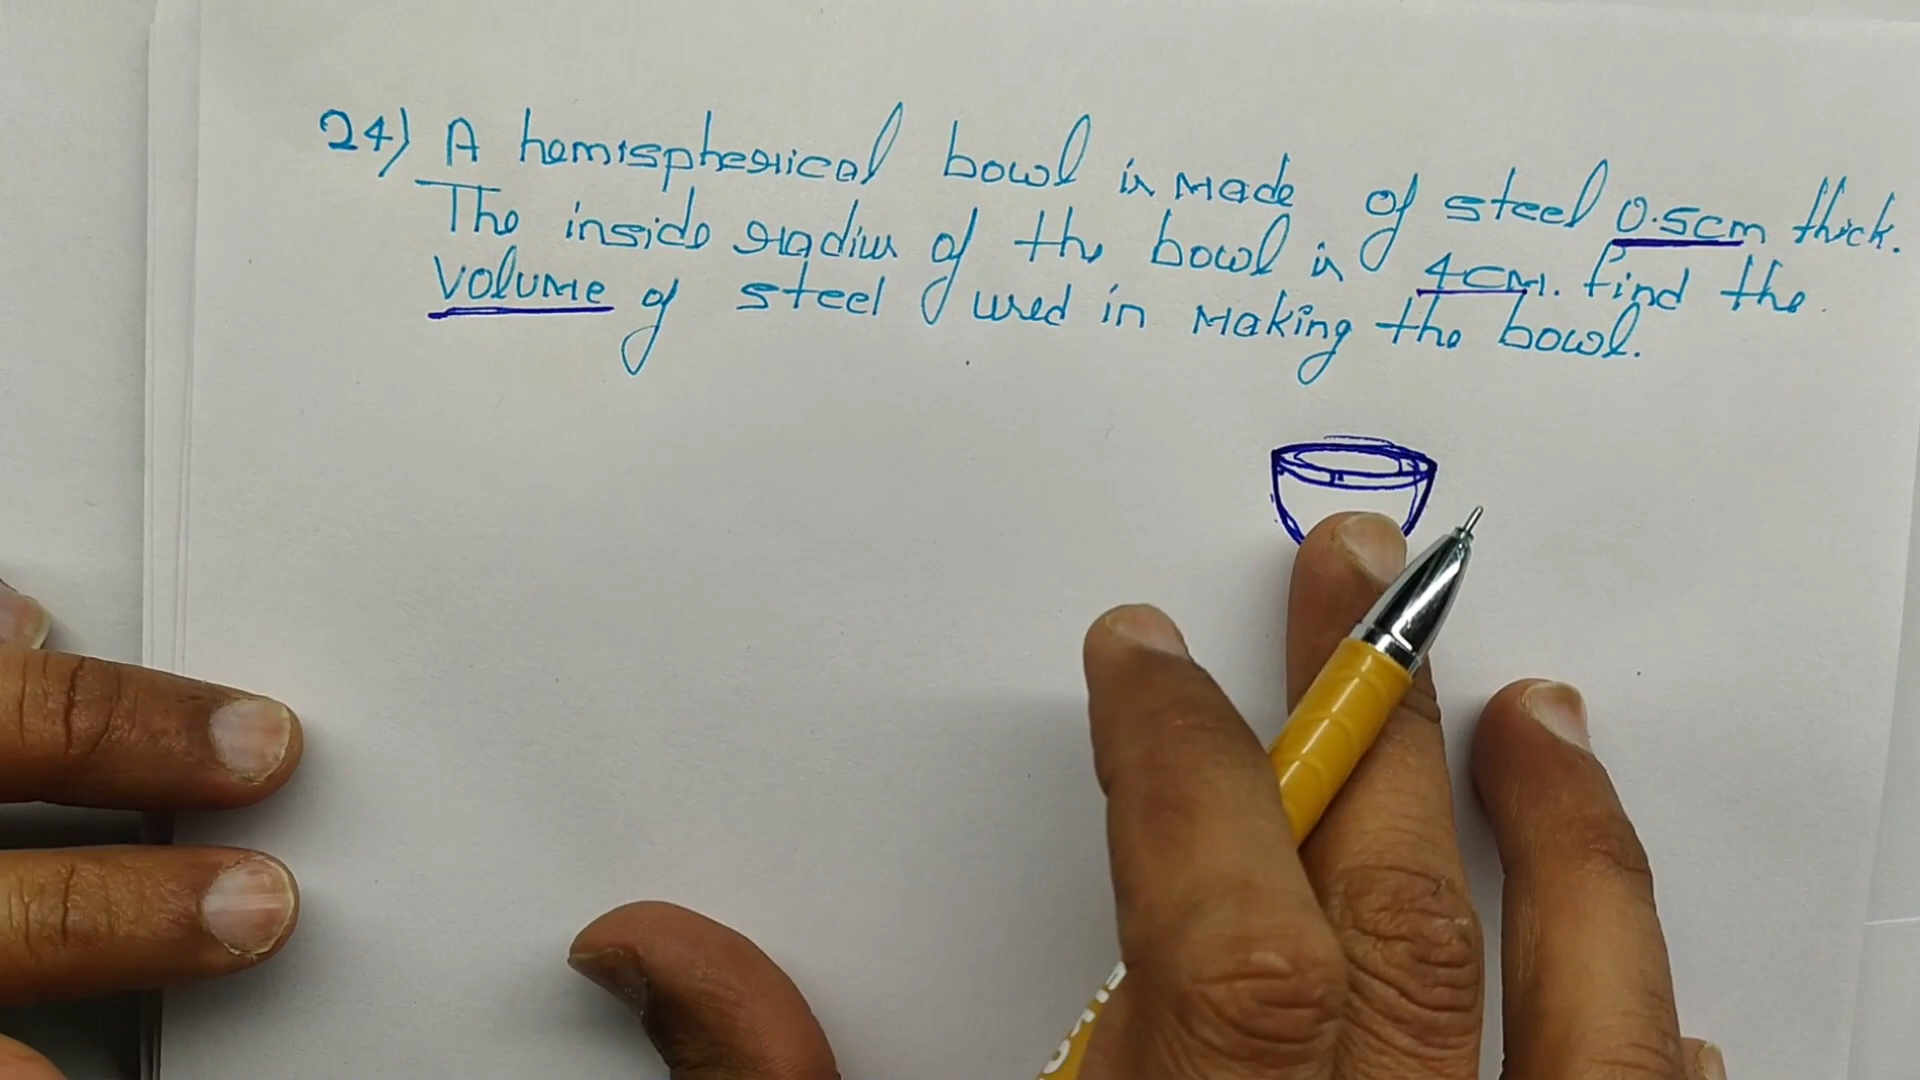 24) A hemispherical bowl is made of steel 0.5cm thick.
The inside radius of the bowl is 4cm. find the
volume of steel used in making the bowl.